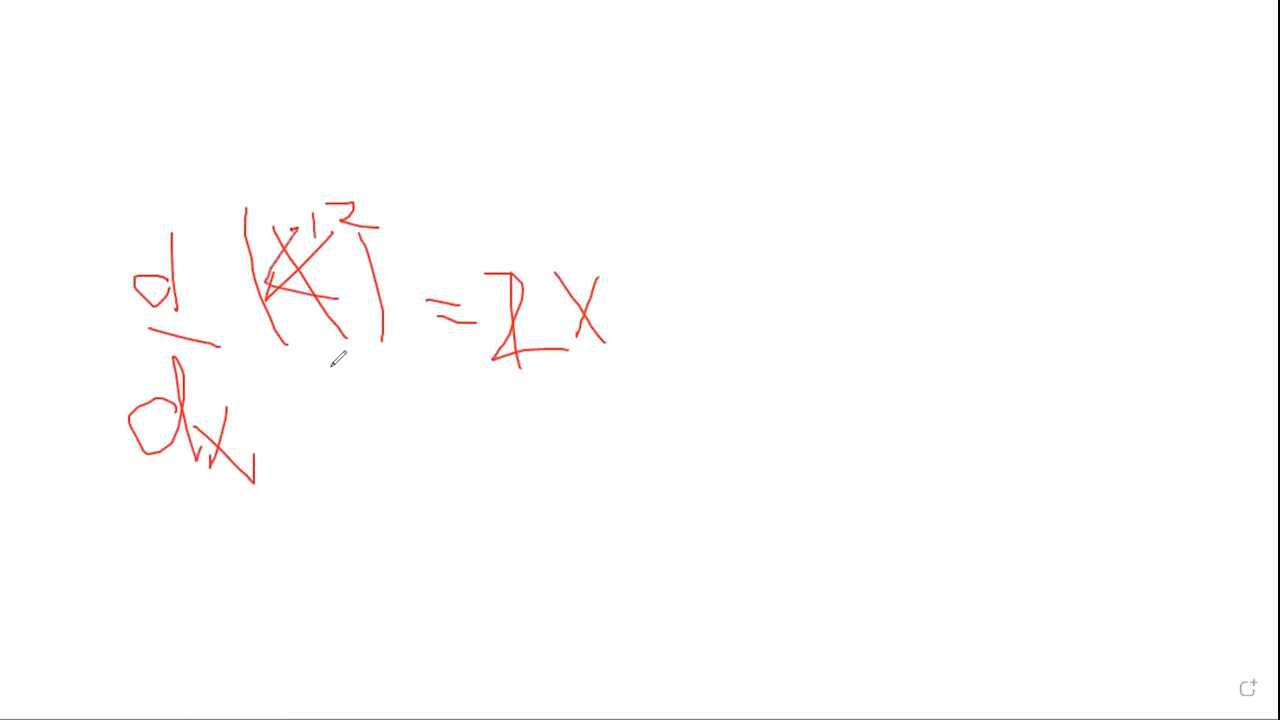 d/dx (x²) = 2x